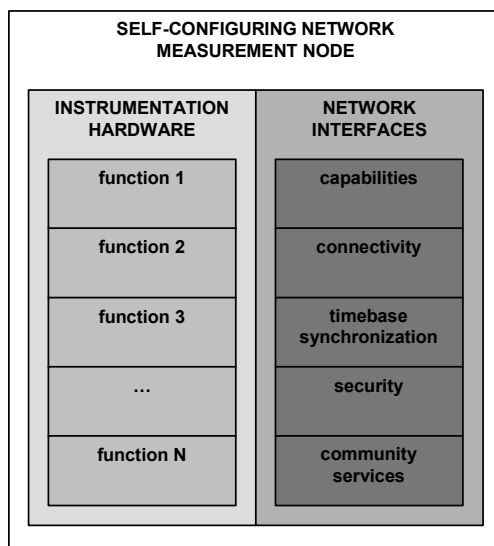 SELF-CONFIGURING NETWORK
MEASUREMENT NODE
INSTRUMENTATION
HARDWARE
function 1
function 2
function 3
...
function N
NETWORK
INTERFACES
capabilities
connectivity
timebase
synchronization
security
community
services